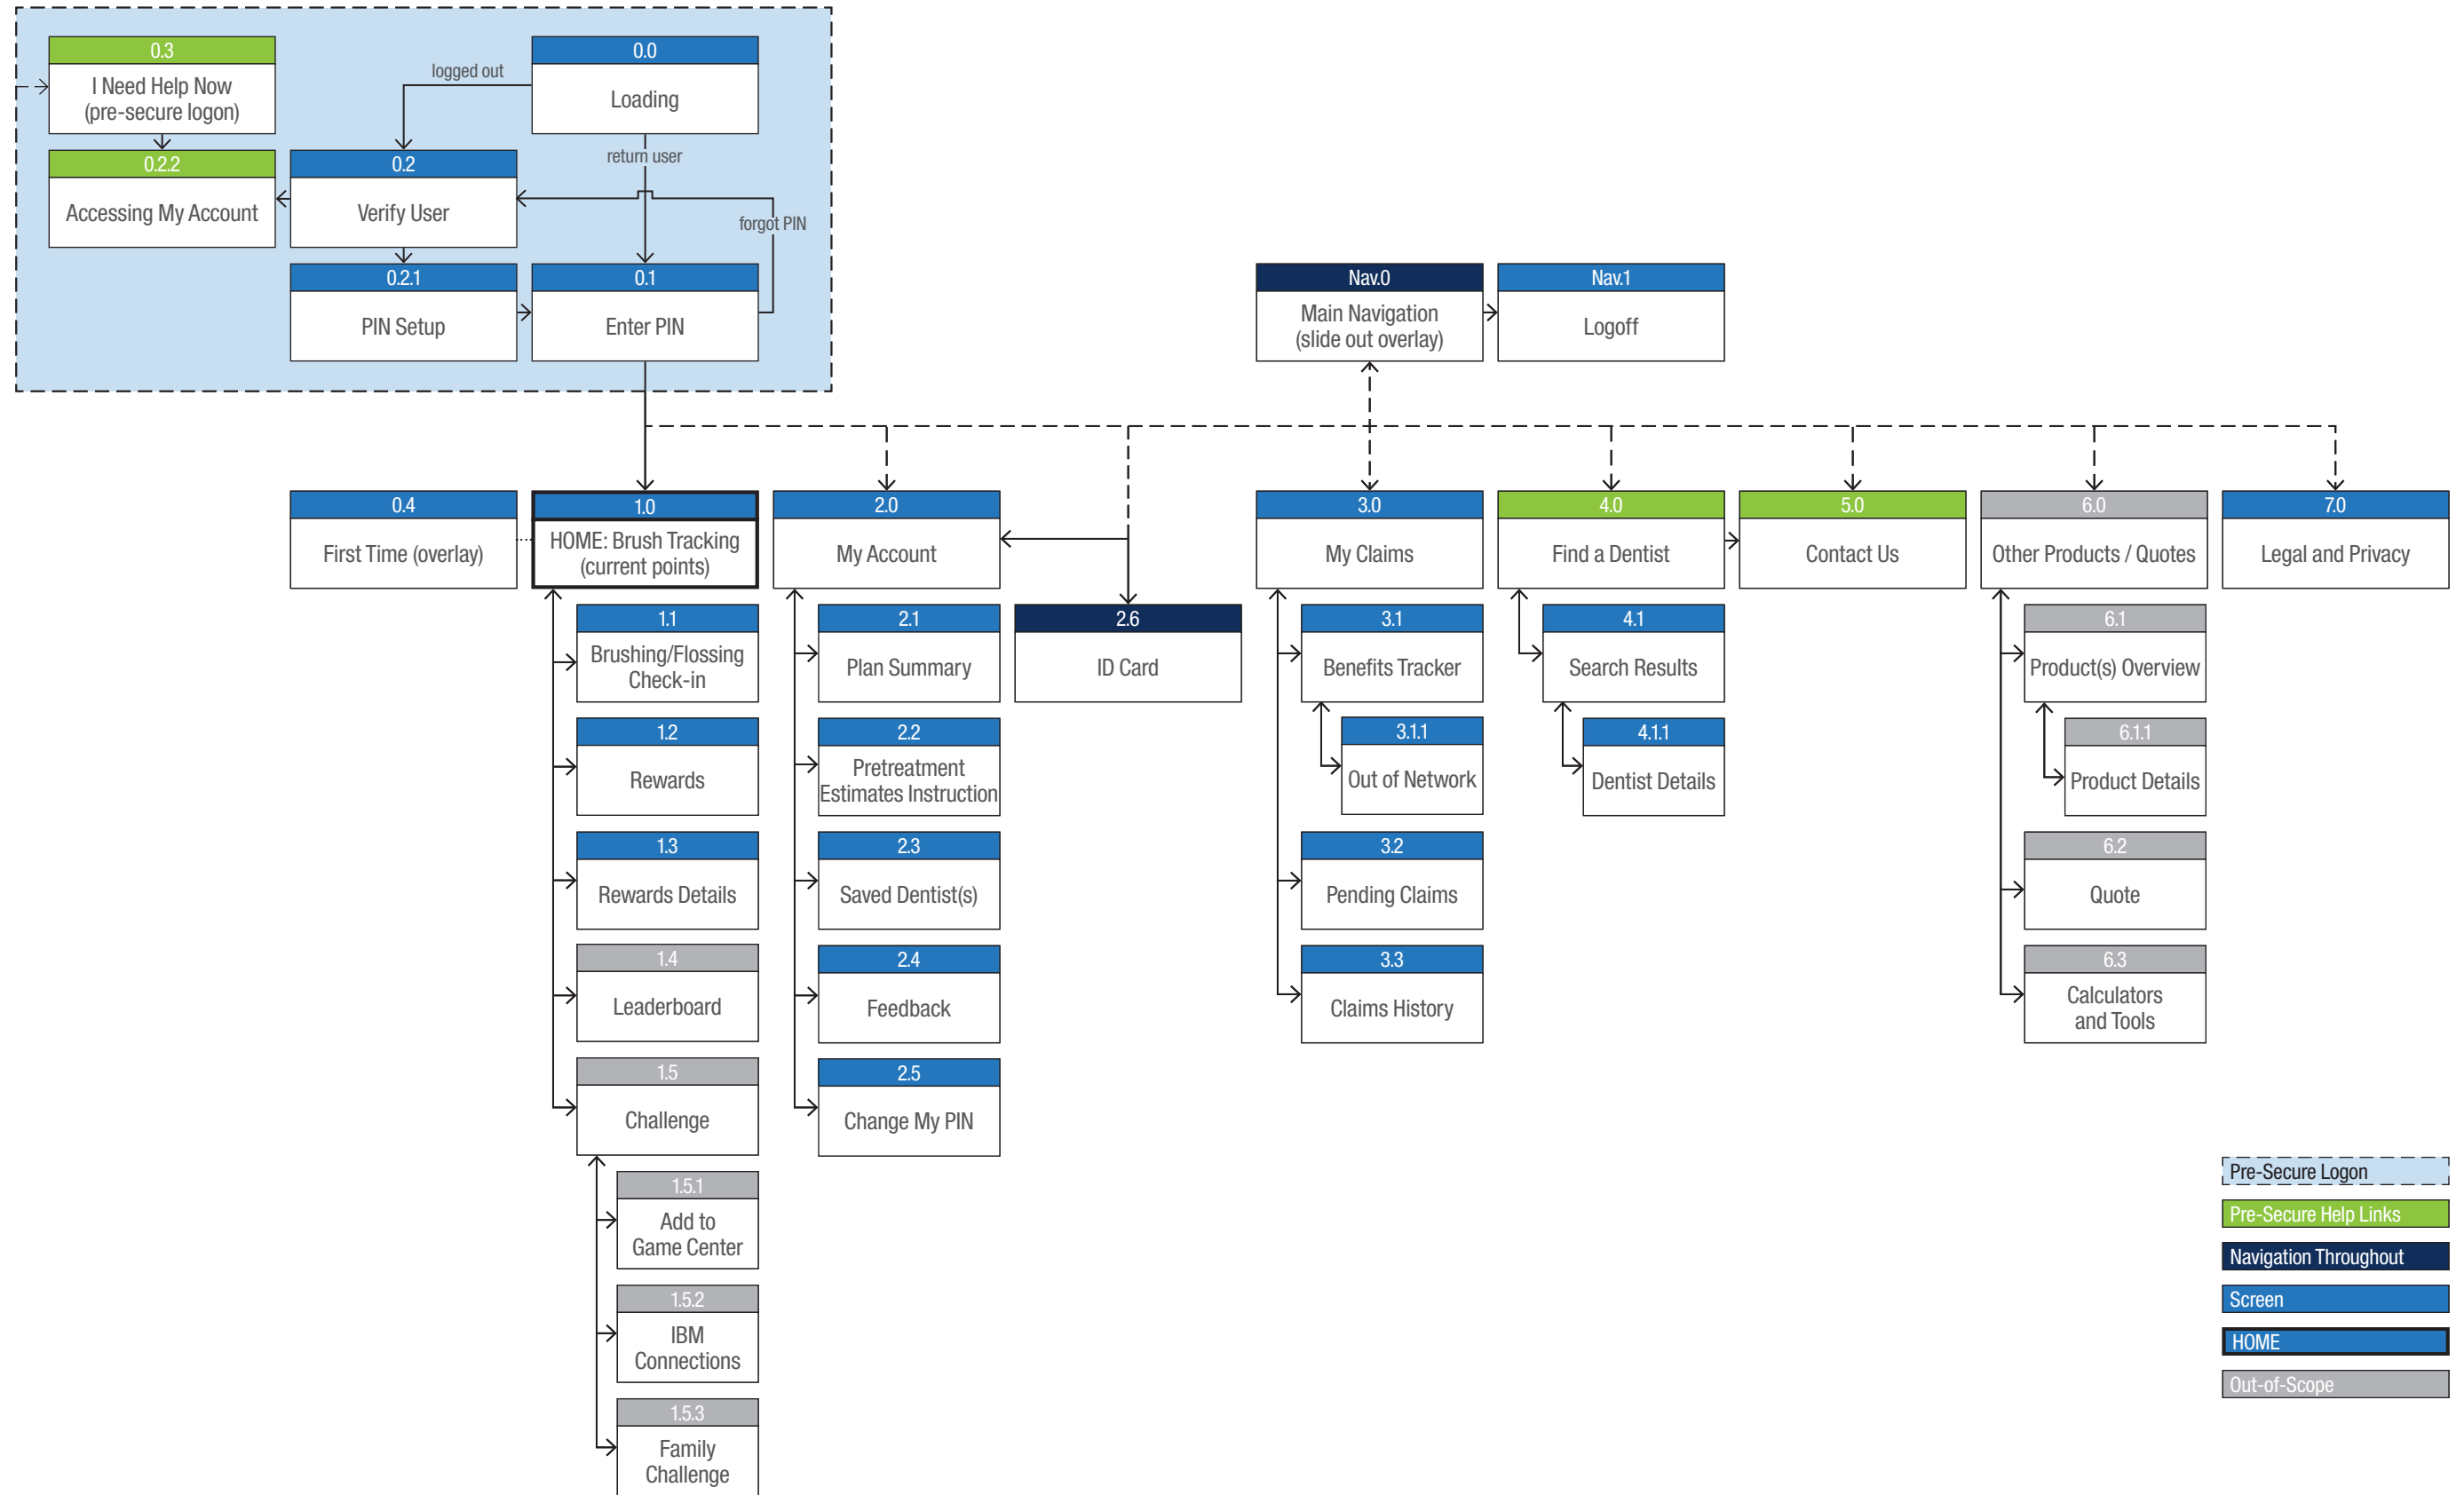 0.3
I Need Help Now
(pre-secure logon)
0.0
Loading
logged out
return user
0.2.2
Accessing My Account
0.2
Verify User
forgot PIN
0.2.1
PIN Setup
0.1
Enter PIN
Nav.0
Main Navigation
(slide out overlay)
Nav.1
Logoff
0.4
First Time (overlay)
1.0
HOME: Brush Tracking
(current points)
2.0
My Account
3.0
My Claims
4.0
Find a Dentist
5.0
Contact Us
6.0
Other Products / Quotes
7.0
Legal and Privacy
1.1
Brushing/Flossing
Check-in
1.2
Rewards
1.3
Rewards Details
1.4
Leaderboard
1.5
Challenge
1.5.1
Add to
Game Center
1.5.2
IBM
Connections
1.5.3
Family
Challenge
2.1
Plan Summary
2.2
Pretreatment
Estimates Instruction
2.3
Saved Dentist(s)
2.4
Feedback
2.5
Change My PIN
2.6
ID Card
3.1
Benefits Tracker
3.1.1
Out of Network
3.2
Pending Claims
3.3
Claims History
4.1
Search Results
4.1.1
Dentist Details
6.1
Product(s) Overview
6.1.1
Product Details
6.2
Quote
6.3
Calculators
and Tools
Pre-Secure Logon
Pre-Secure Help Links
Navigation Throughout
Screen
HOME
Out-of-Scope